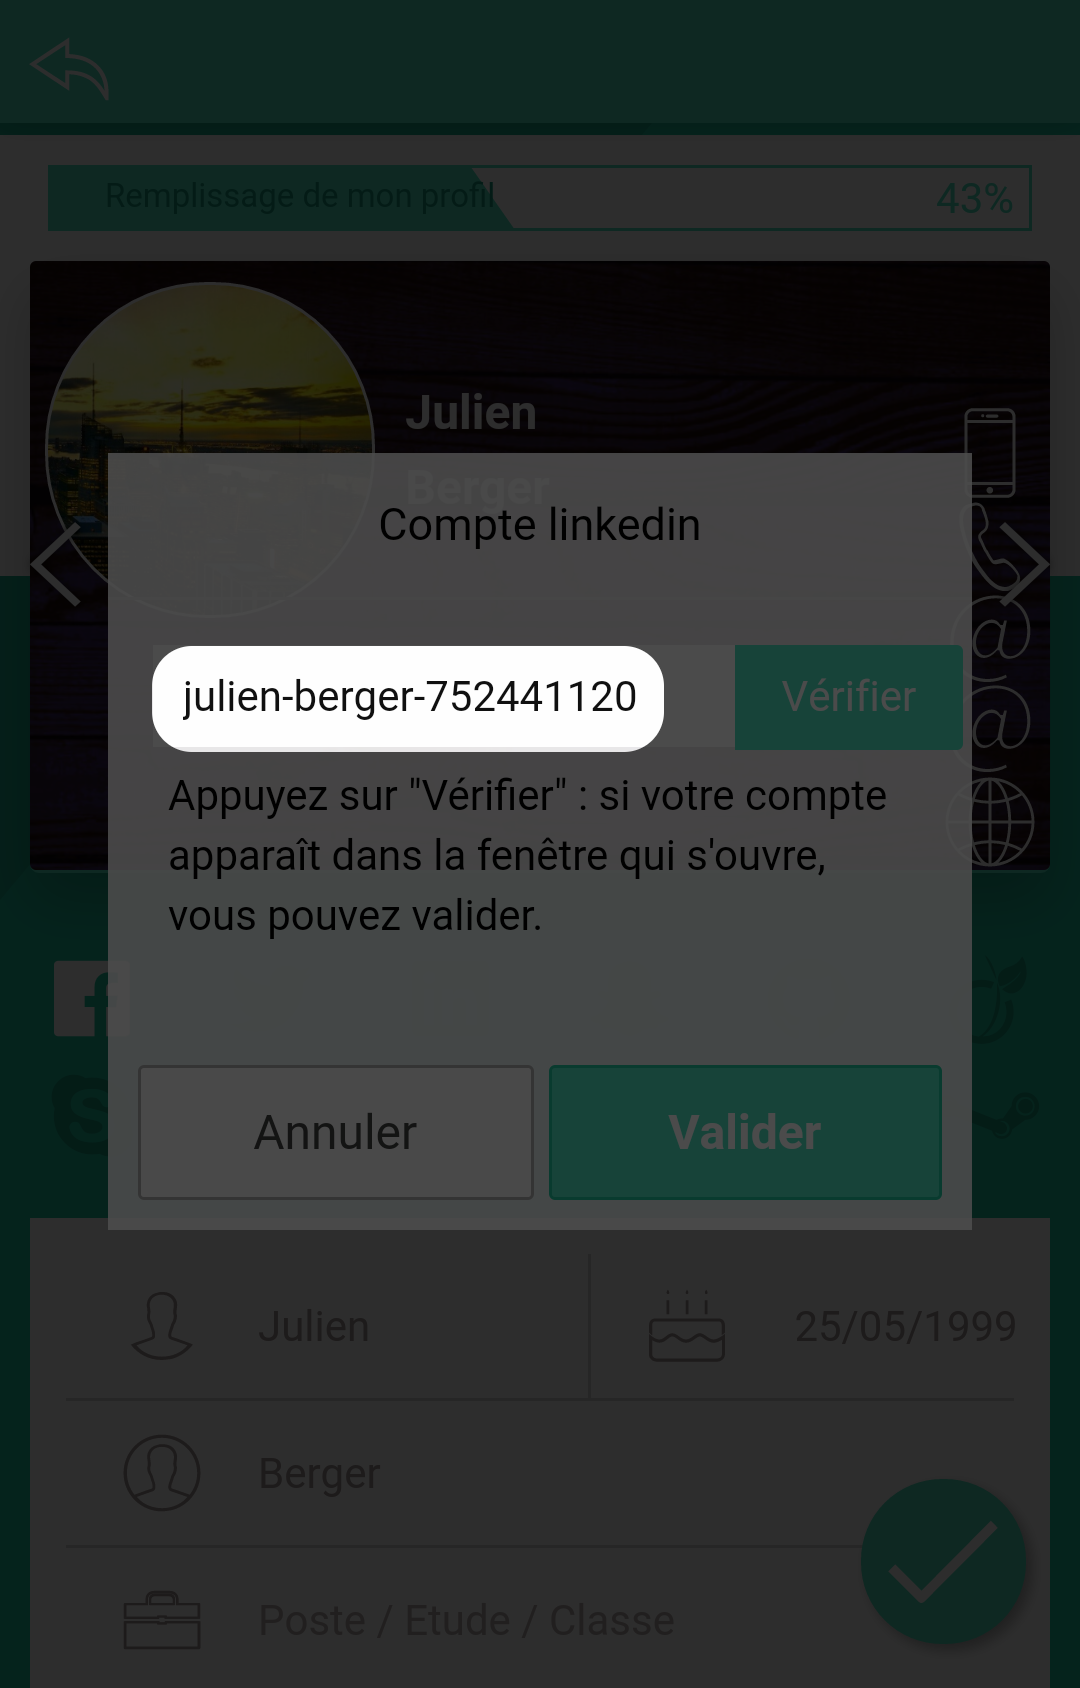 Remplissage de mon profil
43%
Julien
Berger
Compte linkedin
julien-berger-752441120
Vérifier
Appuyez sur "Vérifier" : si votre compte
apparaît dans la fenêtre qui s'ouvre,
vous pouvez valider.
Annuler
Valider
Julien
25/05/1999
Berger
Poste / Etude / Classe